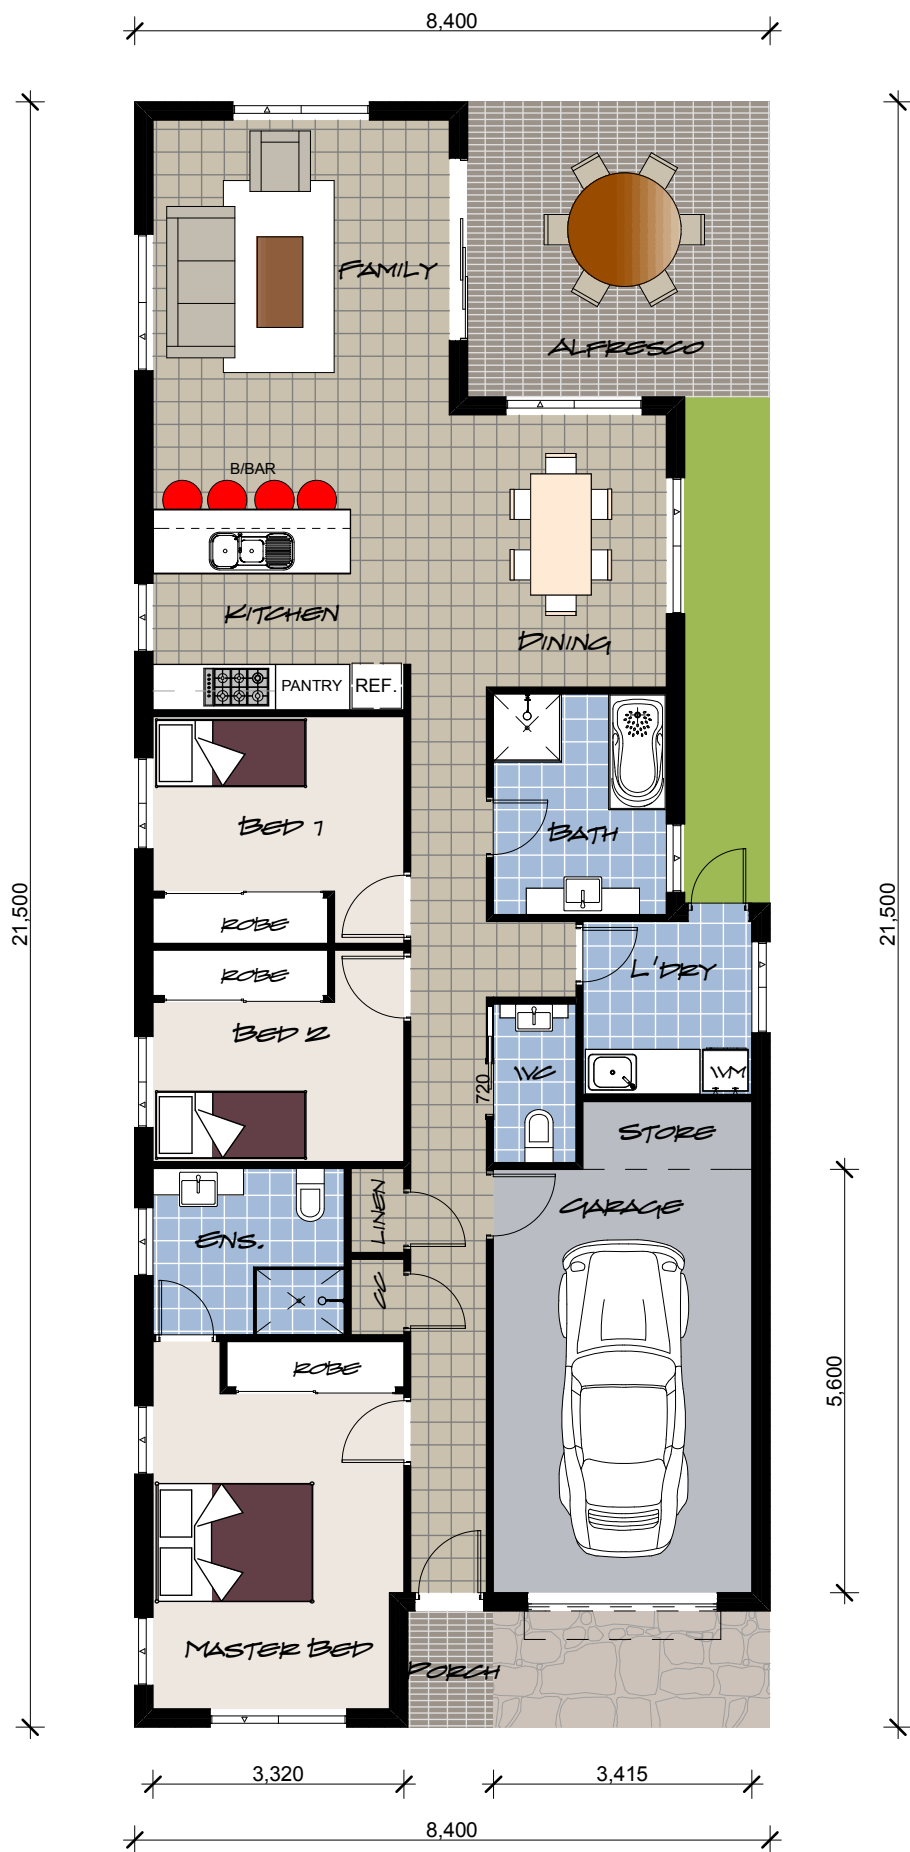 8,400
FAMILY
ALFRESCO
B/BAR
KITCHEN
DINING
PANTRY
REF.
BED 1
BATH
ROBE
21,500
21,500
ROBE
L'DRY
BED 2
WC
WM
720
STORE
LINEN
GARAGE
ENS.
CC
ROBE
5,600
MASTER BED
PORCH
3,320
3,415
8,400